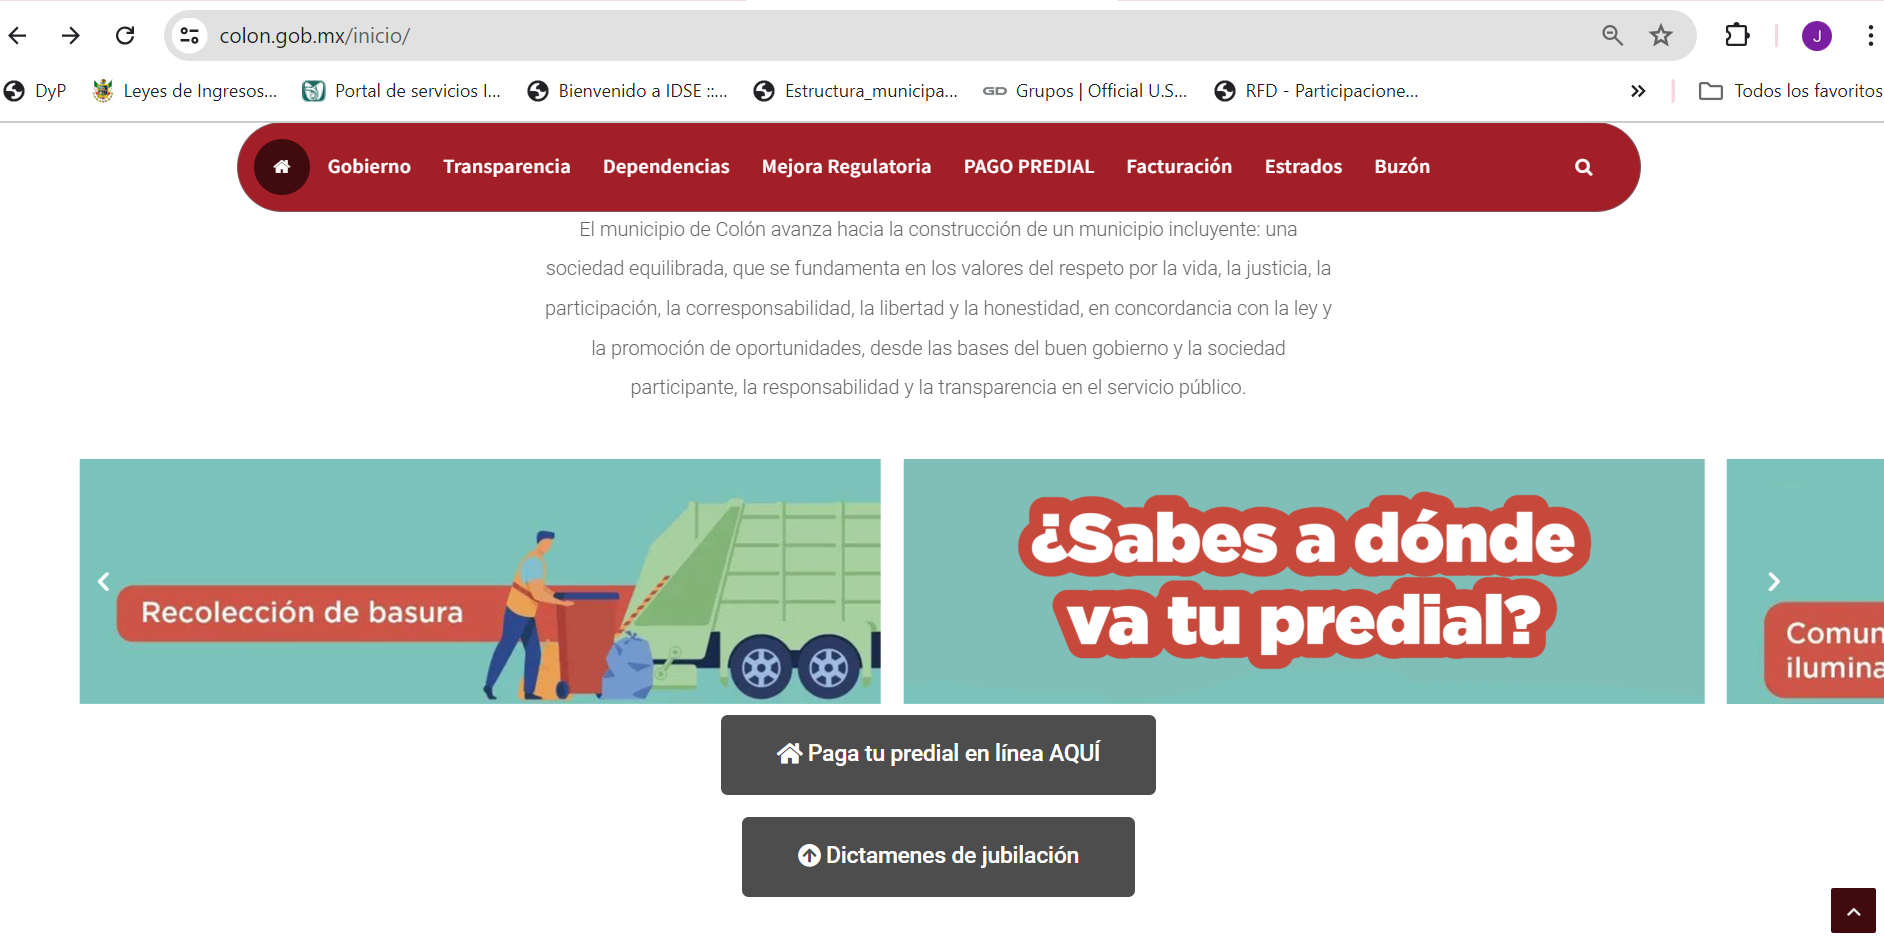 colon.gob.mx/inicio/
J
DyP
Leyes de Ingresos...
Portal de servicios I...
Bienvenido a IDSE ::...
Estructura_municipa...
GD
Grupos | Official U.S...
RFD - Participacione...
Todos los favoritos
Gobierno
Transparencia
Dependencias
Mejora Regulatoria
PAGO PREDIAL
Facturación
Estrados
Buzón
El municipio de Colón avanza hacia la construcción de un municipio incluyente: una
sociedad equilibrada, que se fundamenta en los valores del respeto por la vida, la justicia, la
participación, la corresponsabilidad, la libertad y la honestidad, en concordancia con la ley y
la promoción de oportunidades, desde las bases del buen gobierno y la sociedad
participante, la responsabilidad y la transparencia en el servicio público.
Recolección de basura
¿Sabes a dónde
va tu predial?
Comun
ilumina
Paga tu predial en línea AQUÍ
Dictamenes de jubilación